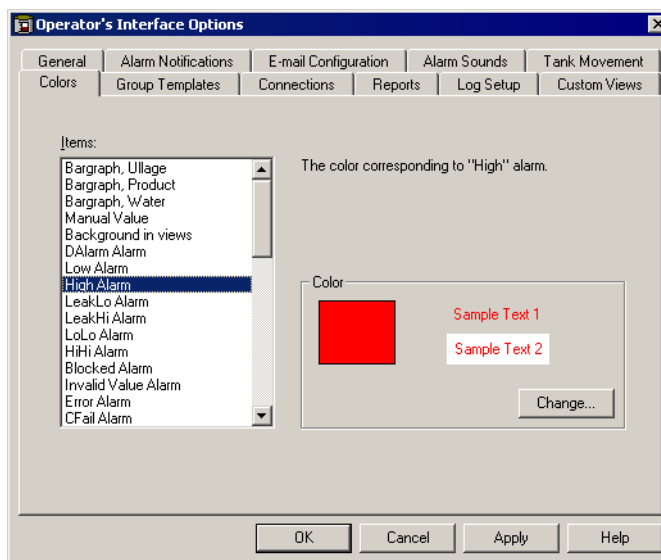 Operator's Interface Options
General Alarm Notifications E-mail Configuration Alarm Sounds Tank Movement
Colors Group Templates Connections Reports Log Setup Custom Views
Items:
Bargraph, Ullage
Bargraph, Product
Bargraph, Water
Manual Value
Background in views
DAlarm Alarm
Low Alarm
High Alarm
LeakLo Alarm
LeakHi Alarm
LoLo Alarm
HiHi Alarm
Blocked Alarm
Invalid Value Alarm
Error Alarm
CFail Alarm
The color corresponding to "High" alarm.
Color
Sample Text 1
Sample Text 2
Change...
OK Cancel Apply Help